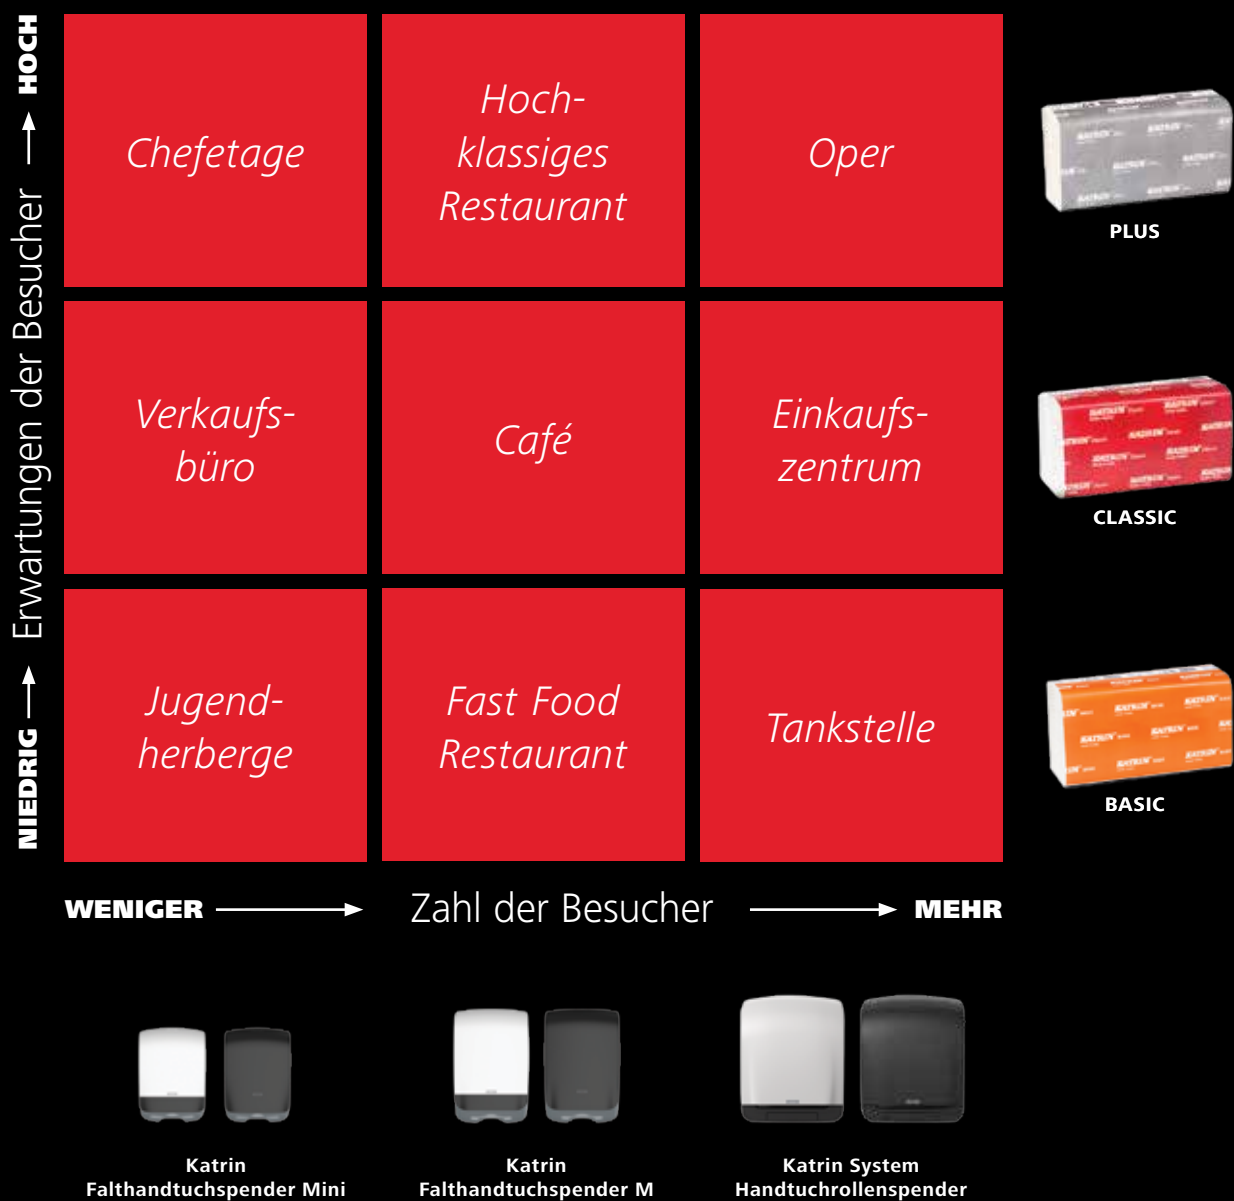 HOCH
Erwartungen der Besucher
NIEDRIG
Chefetage
Hoch-
klassiges
Restaurant
Oper
PLUS
Verkaufs-
büro
Café
Einkaufs-
zentrum
CLASSIC
Jugend-
herberge
Fast Food
Restaurant
Tankstelle
BASIC
WENIGER
Zahl der Besucher
MEHR
Katrin
Falthandtuchspender Mini
Katrin
Falthandtuchspender M
Katrin System
Handtuchrollenspender